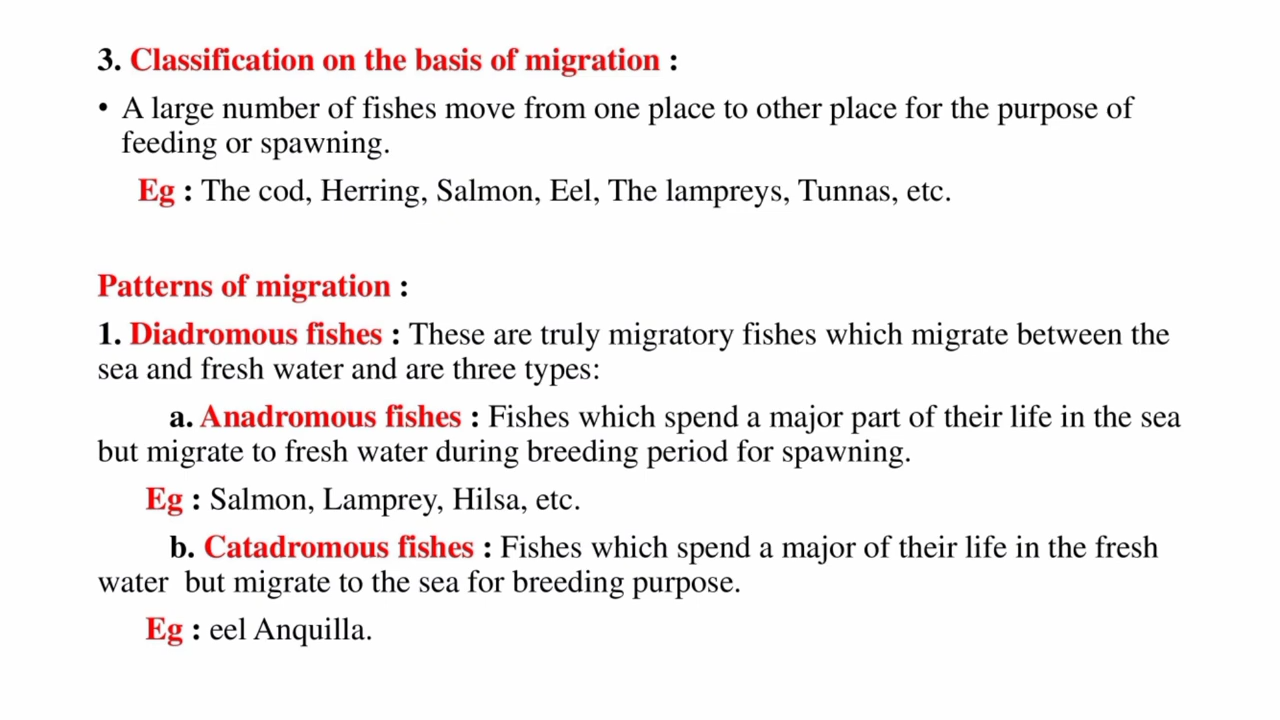 3. Classification on the basis of migration :
• A large number of fishes move from one place to other place for the purpose of
feeding or spawning.
Eg : The cod, Herring, Salmon, Eel, The lampreys, Tunnas, etc.
Patterns of migration :
1. Diadromous fishes : These are truly migratory fishes which migrate between the
sea and fresh water and are three types:
a. Anadromous fishes : Fishes which spend a major part of their life in the sea
but migrate to fresh water during breeding period for spawning.
Eg : Salmon, Lamprey, Hilsa, etc.
b. Catadromous fishes : Fishes which spend a major of their life in the fresh
water but migrate to the sea for breeding purpose.
Eg : eel Anquilla.